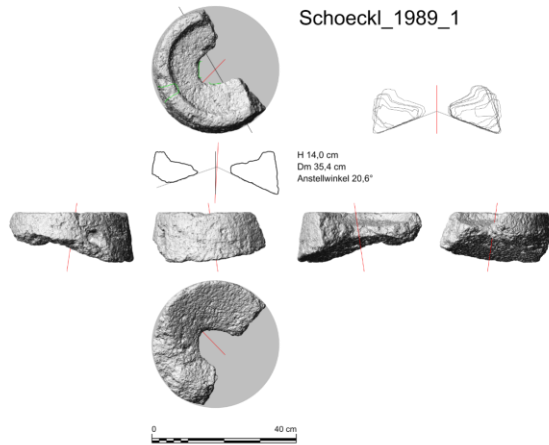 Schoeckl_1989_1
H 14,0 cm
Dm 35,4 cm
Anstellwinkel 20,6°
0 40 cm